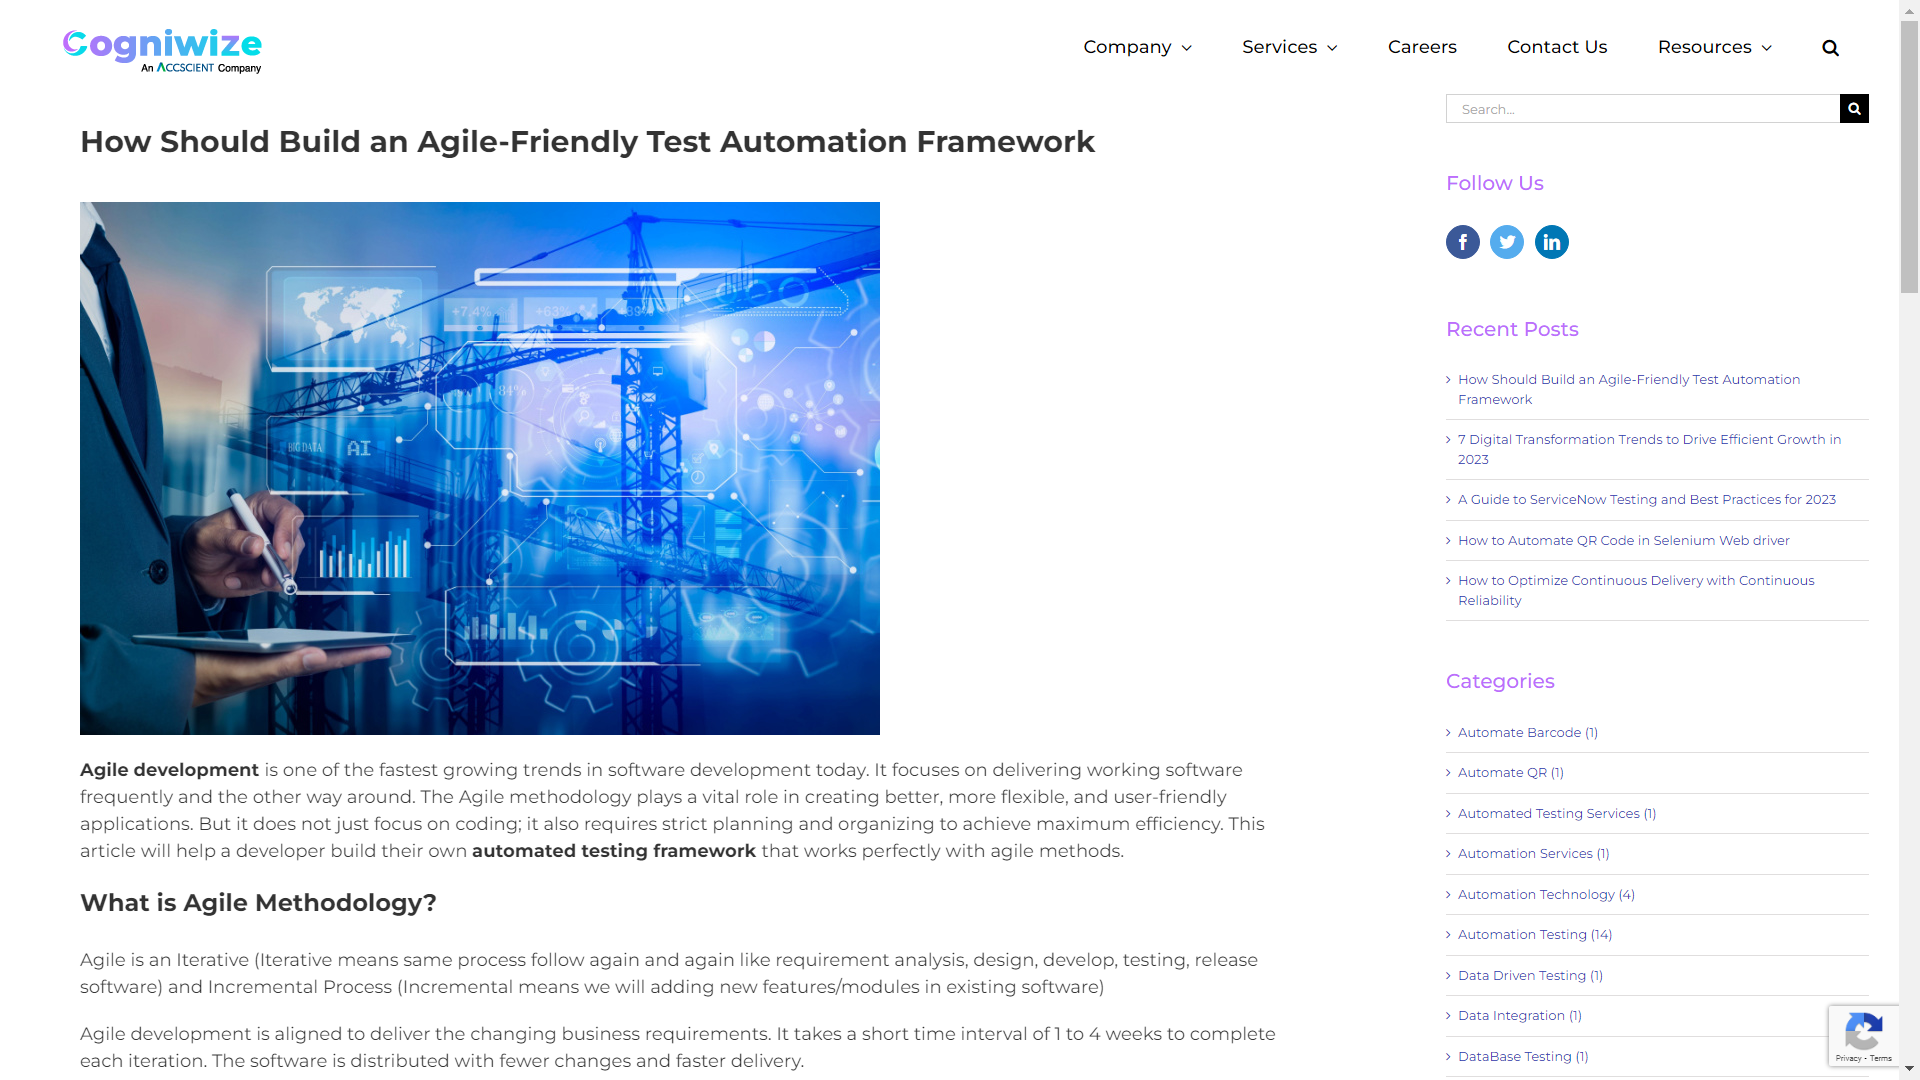 Cogniwize
An ACCSCIENT Company
Company
Services
Careers
Contact Us
Resources
Search...
How Should Build an Agile-Friendly Test Automation Framework
+7.4%
+63%
+89%
84%
BIG DATA
AI
Agile development is one of the fastest growing trends in software development today. It focuses on delivering working software
frequently and the other way around. The Agile methodology plays a vital role in creating better, more flexible, and user-friendly
applications. But it does not just focus on coding; it also requires strict planning and organizing to achieve maximum efficiency. This
article will help a developer build their own automated testing framework that works perfectly with agile methods.
What is Agile Methodology?
Agile is an Iterative (Iterative means same process follow again and again like requirement analysis, design, develop, testing, release
software) and Incremental Process (Incremental means we will adding new features/modules in existing software)
Agile development is aligned to deliver the changing business requirements. It takes a short time interval of 1 to 4 weeks to complete
each iteration. The software is distributed with fewer changes and faster delivery.
Follow Us
Recent Posts
How Should Build an Agile-Friendly Test Automation
Framework
7 Digital Transformation Trends to Drive Efficient Growth in
2023
A Guide to ServiceNow Testing and Best Practices for 2023
How to Automate QR Code in Selenium Web driver
How to Optimize Continuous Delivery with Continuous
Reliability
Categories
Automate Barcode (1)
Automate QR (1)
Automated Testing Services (1)
Automation Services (1)
Automation Technology (4)
Automation Testing (14)
Data Driven Testing (1)
Data Integration (1)
DataBase Testing (1)
Privacy - Terms